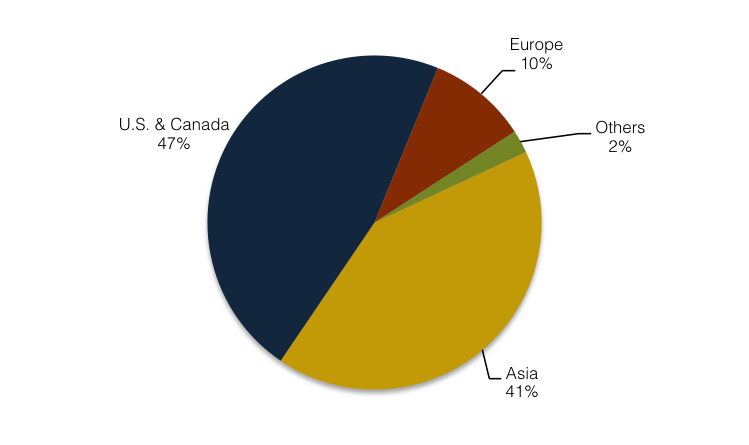 Europe
10%
U.S. & Canada
47%
Others
2%
Asia
41%